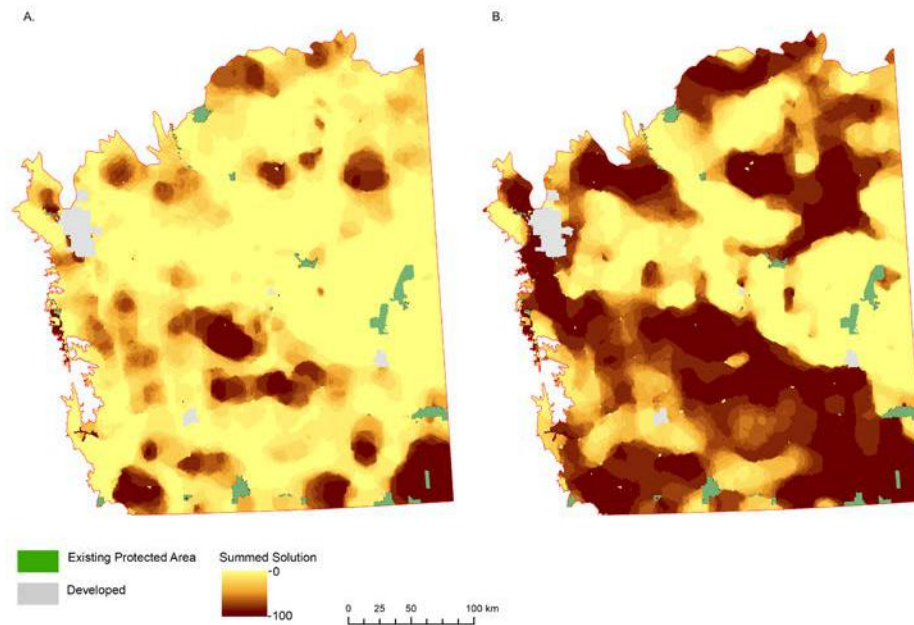 A.
B.
Existing Protected Area
Developed
Summed Solution
0
100
0 25 50 100 km